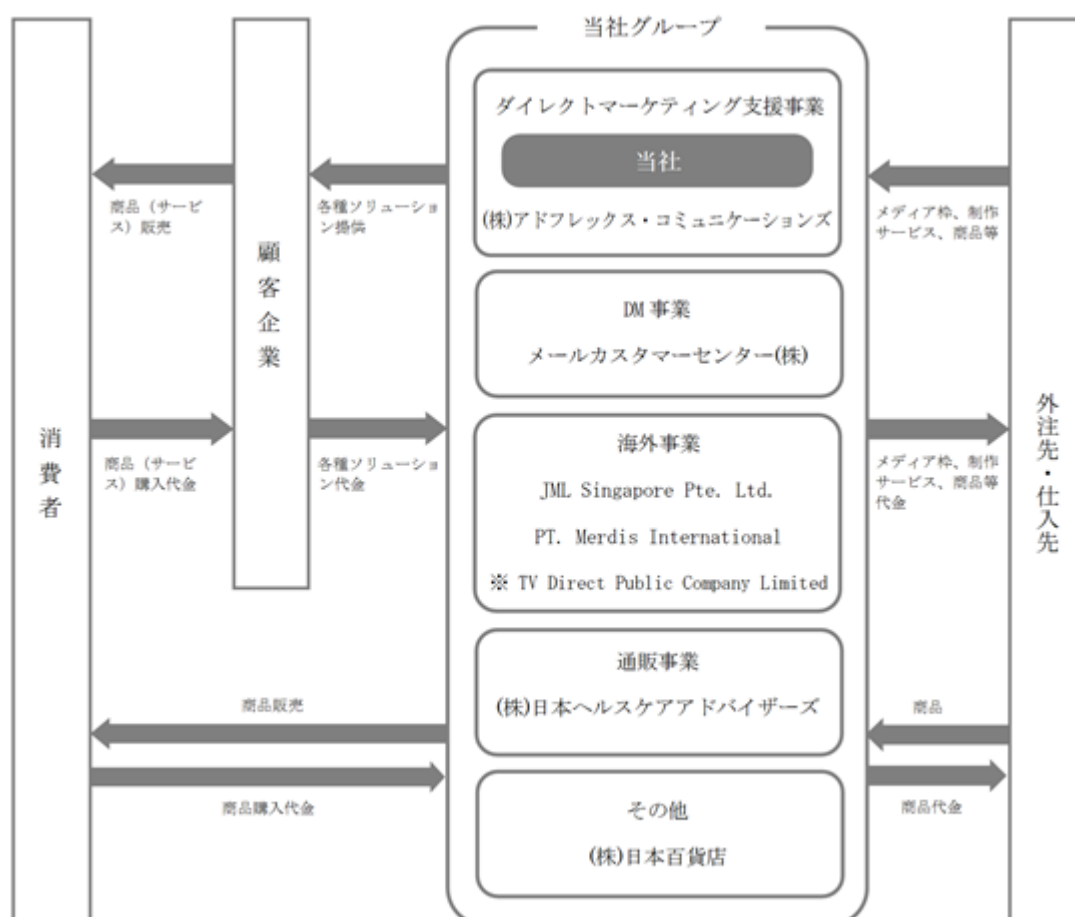 当社グループ
ダイレクトマーケティング支援事業
当社
(株)アドフレックス・コミュニケーションズ
商品（サービ
ス）販売
各種ソリューショ
ン提供
メディア枠、制作
サービス、商品等
顧客企業
DM 事業
メールカスタマーセンター(株)
消費者
商品（サービ
ス）購入代金
各種ソリューショ
ン代金
海外事業
JML Singapore Pte. Ltd.
PT. Merdis International
※ TV Direct Public Company Limited
メディア枠、制作
サービス、商品等
代金
外注先・仕入先
通販事業
(株)日本ヘルスケアアドバイザーズ
商品販売
商品
商品購入代金
商品代金
その他
(株)日本百貨店